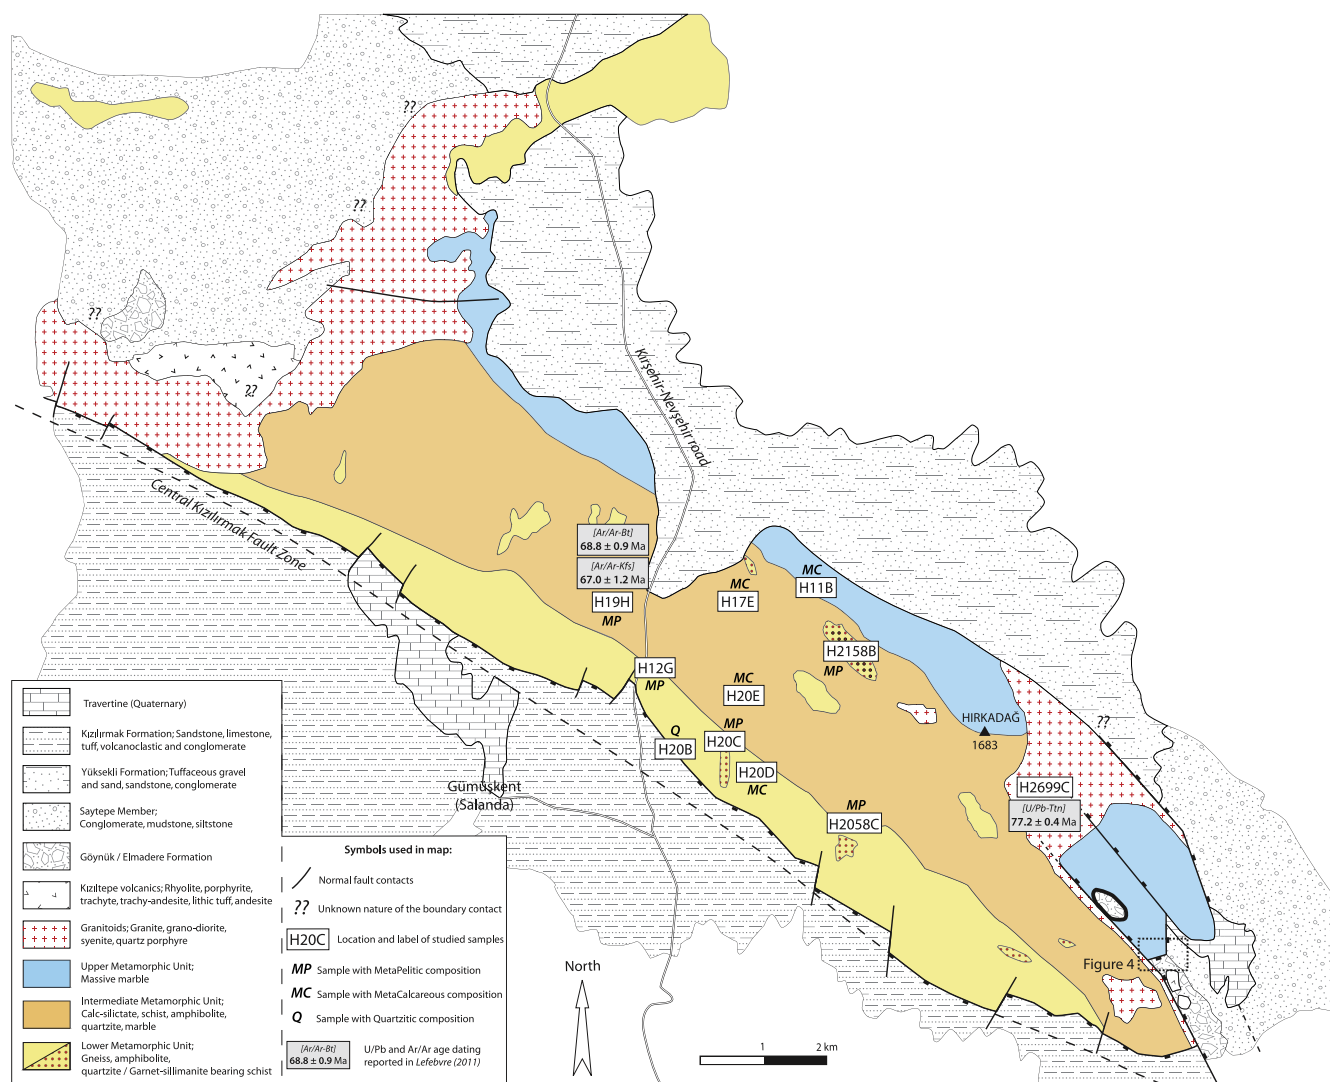 ??
??
??
??
Kırşehir-Nevşehir road
Central Kızılırmak Fault Zone
[Ar/Ar-Bt]
68.8 ± 0.9 Ma
[Ar/Ar-Kfs]
67.0 ± 1.2 Ma
H19H
MP
MC
H17E
MC
H11B
H2158B
MP
H12G
MP
MC
H20E
Q
H20B
MP
H20C
H20D
MC
MP
H2058C
HIRKADAĞ
1683
??
H2699C
[U/Pb-Ttn]
77.2 ± 0.4 Ma
Gümüşkent
(Salanda)
Figure 4
North
1 2 km
Travertine (Quaternary)
Kızılırmak Formation; Sandstone, limestone,
tuff, volcanoclastic and conglomerate
Yüksekli Formation; Tuffaceous gravel
and sand, sandstone, conglomerate
Saytepe Member;
Conglomerate, mudstone, siltstone
Göynük / Elmadere Formation
Kızıltepe volcanics; Rhyolite, porphyrite,
trachyte, trachy-andesite, lithic tuff, andesite
Granitoids; Granite, grano-diorite,
syenite, quartz porphyre
Upper Metamorphic Unit;
Massive marble
Intermediate Metamorphic Unit;
Calc-silictate, schist, amphibolite,
quartzite, marble
Lower Metamorphic Unit;
Gneiss, amphibolite,
quartzite / Garnet-sillimanite bearing schist
Symbols used in map:
Normal fault contacts
?? Unknown nature of the boundary contact
H20C Location and label of studied samples
MP Sample with MetaPelitic composition
MC Sample with MetaCalcareous composition
Q Sample with Quartzitic composition
[Ar/Ar-Bt]
68.8 ± 0.9 Ma
U/Pb and Ar/Ar age dating
reported in Lefebvre (2011)